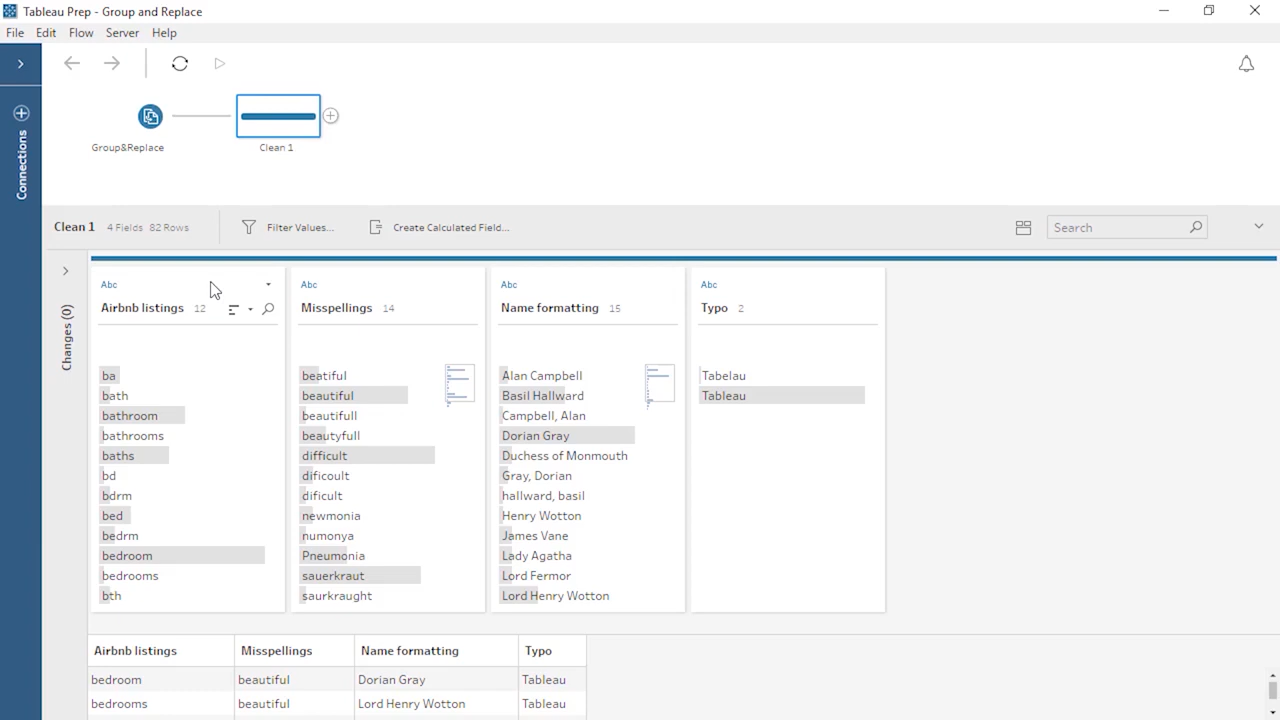 Tableau Prep - Group and Replace
File Edit Flow Server Help
Connections
Group&Replace
Clean 1
Clean 1 4 Fields 82 Rows Filter Values... Create Calculated Field... Search
Changes (0)
Abc
Airbnb listings 12
ba
bath
bathroom
bathrooms
baths
bd
bdrm
bed
bedrm
bedroom
bedrooms
bth
Abc
Misspellings 14
beatiful
beautiful
beautifull
beautyfull
difficult
dificoult
dificult
newmonia
numonya
Pneumonia
sauerkraut
saurkraught
Abc
Name formatting 15
Alan Campbell
Basil Hallward
Campbell, Alan
Dorian Gray
Duchess of Monmouth
Gray, Dorian
hallward, basil
Henry Wotton
James Vane
Lady Agatha
Lord Fermor
Lord Henry Wotton
Abc
Typo 2
Tabelau
Tableau
Airbnb listings Misspellings Name formatting Typo
bedroom beautiful Dorian Gray Tableau
bedrooms beautiful Lord Henry Wotton Tableau